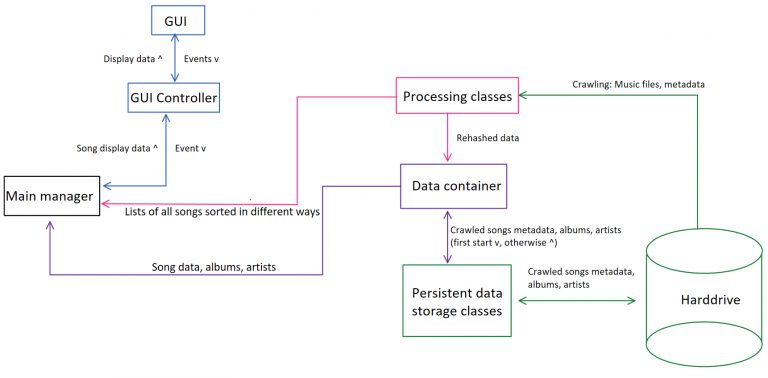 GUI
Display data ^
Events v
GUI Controller
Processing classes
Crawling: Music files, metadata
Rehashed data
Song display data ^
Event v
Main manager
Data container
Lists of all songs sorted in different ways
Crawled songs metadata, albums, artists
(first start v, otherwise ^)
Song data, albums, artists
Crawled songs metadata,
albums, artists
Persistent data
storage classes
Harddrive